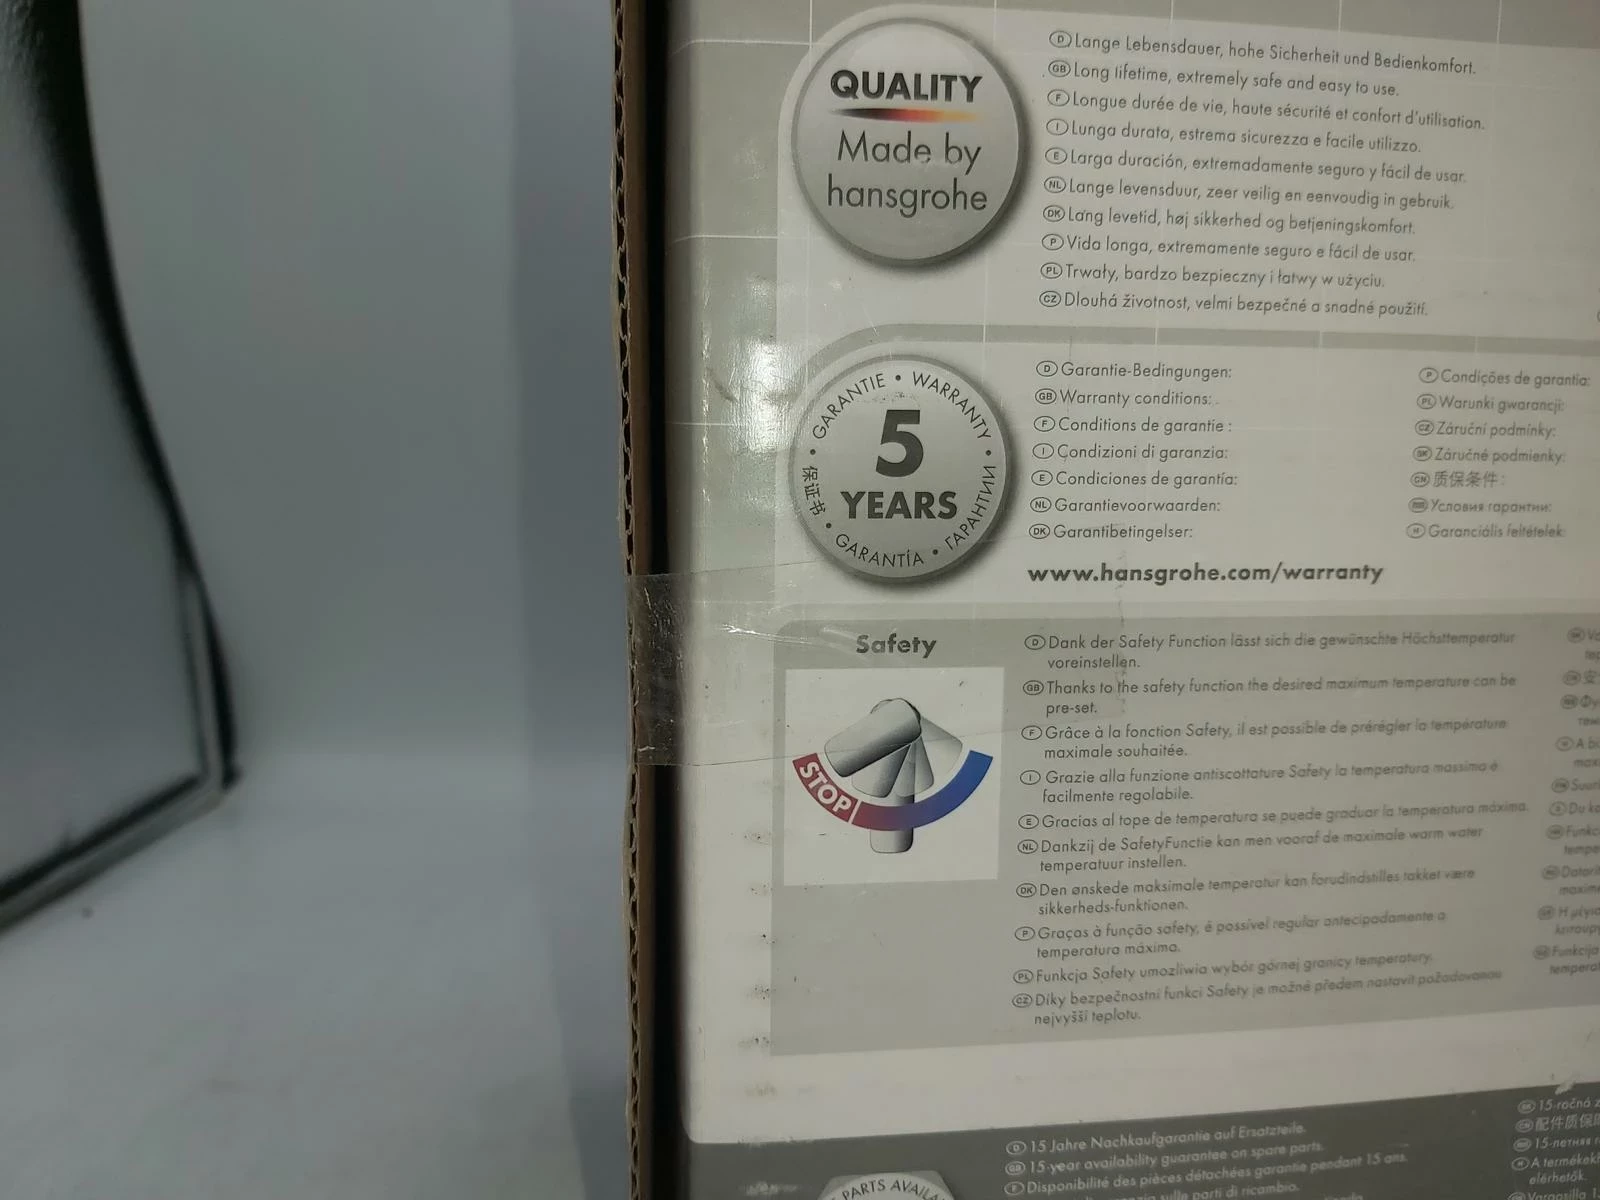 QUALITY
Made by
hansgrohe
D Lange Lebensdauer, hohe Sicherheit und Bedienkomfort.
GB Long lifetime, extremely safe and easy to use.
F Longue durée de vie, haute sécurité et confort d'utilisation.
I Lunga durata, estrema sicurezza e facile utilizzo.
E Larga duración, extremadamente seguro y fácil de usar.
NL Lange levensduur, zeer veilig en eenvoudig in gebruik.
DK Lang levetid, høj sikkerhed og betjeningskomfort.
P Vida longa, extremamente seguro e fácil de usar.
PL Trwały, bardzo bezpieczny i łatwy w użyciu.
CZ Dlouhá životnost, velmi bezpečné a snadné použití.
GARANTIE • WARRANTY • ГАРАНТИИ • GARANTÍA • 保证书 •
5
YEARS
D Garantie-Bedingungen:
GB Warranty conditions:
F Conditions de garantie :
I Condizioni di garanzia:
E Condiciones de garantía:
NL Garantievoorwaarden:
DK Garantibetingelser:
P Condições de garantia:
PL Warunki gwarancji:
CZ Záruční podmínky:
SK Záručné podmienky:
CN 质保条件:
Условия гарантии:
H Garanciális feltételek:
www.hansgrohe.com/warranty
Safety
STOP
D Dank der Safety Function lässt sich die gewünschte Höchsttemperatur
voreinstellen.
GB Thanks to the safety function the desired maximum temperature can be
pre-set.
F Grâce à la fonction Safety, il est possible de prérégler la température
maximale souhaitée.
I Grazie alla funzione antiscottature Safety la temperatura massima è
facilmente regolabile.
E Gracias al tope de temperatura se puede graduar la temperatura máxima.
NL Dankzij de SafetyFunctie kan men vooraf de maximale warm water
temperatuur instellen.
DK Den ønskede maksimale temperatur kan forudindstilles takket være
sikkerheds-funktionen.
P Graças à função safety, é possível regular antecipadamente a
temperatura máxima.
PL Funkcja Safety umożliwia wybór górnej granicy temperatury.
CZ Díky bezpečnostní funkci Safety je možné předem nastavit požadovanou
nejvyšší teplotu.
D 15 Jahre Nachkaufgarantie auf Ersatzteile.
GB 15-year availability guarantee on spare parts.
F Disponibilité des pièces détachées garantie pendant 15 ans.
sulle parti di ricambio.
PARTS
15-ročná
配件质保
15-летняя
H A
elérhetők.